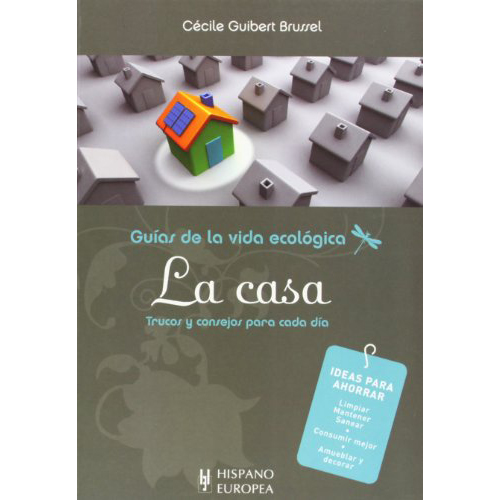 Cécile Guibert Brussel
Guías de la vida ecológica
La casa
Trucos y consejos para cada día
IDEAS PARA
AHORRAR
Limpiar
Mantener
Sanear
+
Consumir mejor
+
Amueblar y
decorar
HISPANO
EUROPEA